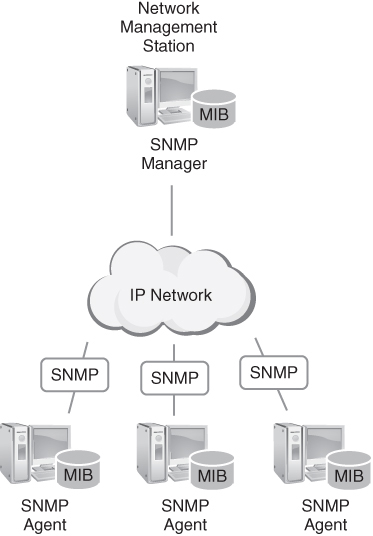 Network
Management
Station
MIB
SNMP
Manager
IP Network
SNMP
SNMP
SNMP
MIB
MIB
MIB
SNMP
Agent
SNMP
Agent
SNMP
Agent